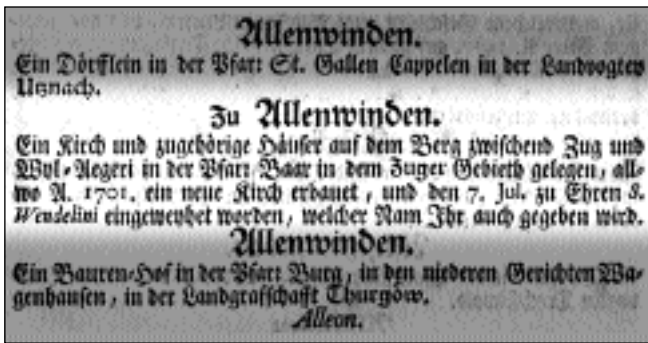 Allenwinden.
Ein Dörfflein in der Pfarr St. Gallen Cappelen in der Landvogtey
Utznach.
Zu Allenwinden.
Ein Kirch und zugehörige Häuser auf dem Berg zwischend Zug und
Wyl-Aegeri in der Pfarr Baar in dem Zuger Gebieth gelegen, all-
wo A. 1701. ein neue Kirch erbauet, und den 7. Jul. zu Ehren S.
Wendelini eingeweyhet worden, welcher Nam Ihr auch gegeben wird.
Allenwinden.
Ein Bauren-Hof in der Pfarr Burg, in den niederen Gerichten Wa-
genhausen, in der Landgrafschafft Thurgöw.
Alleon.